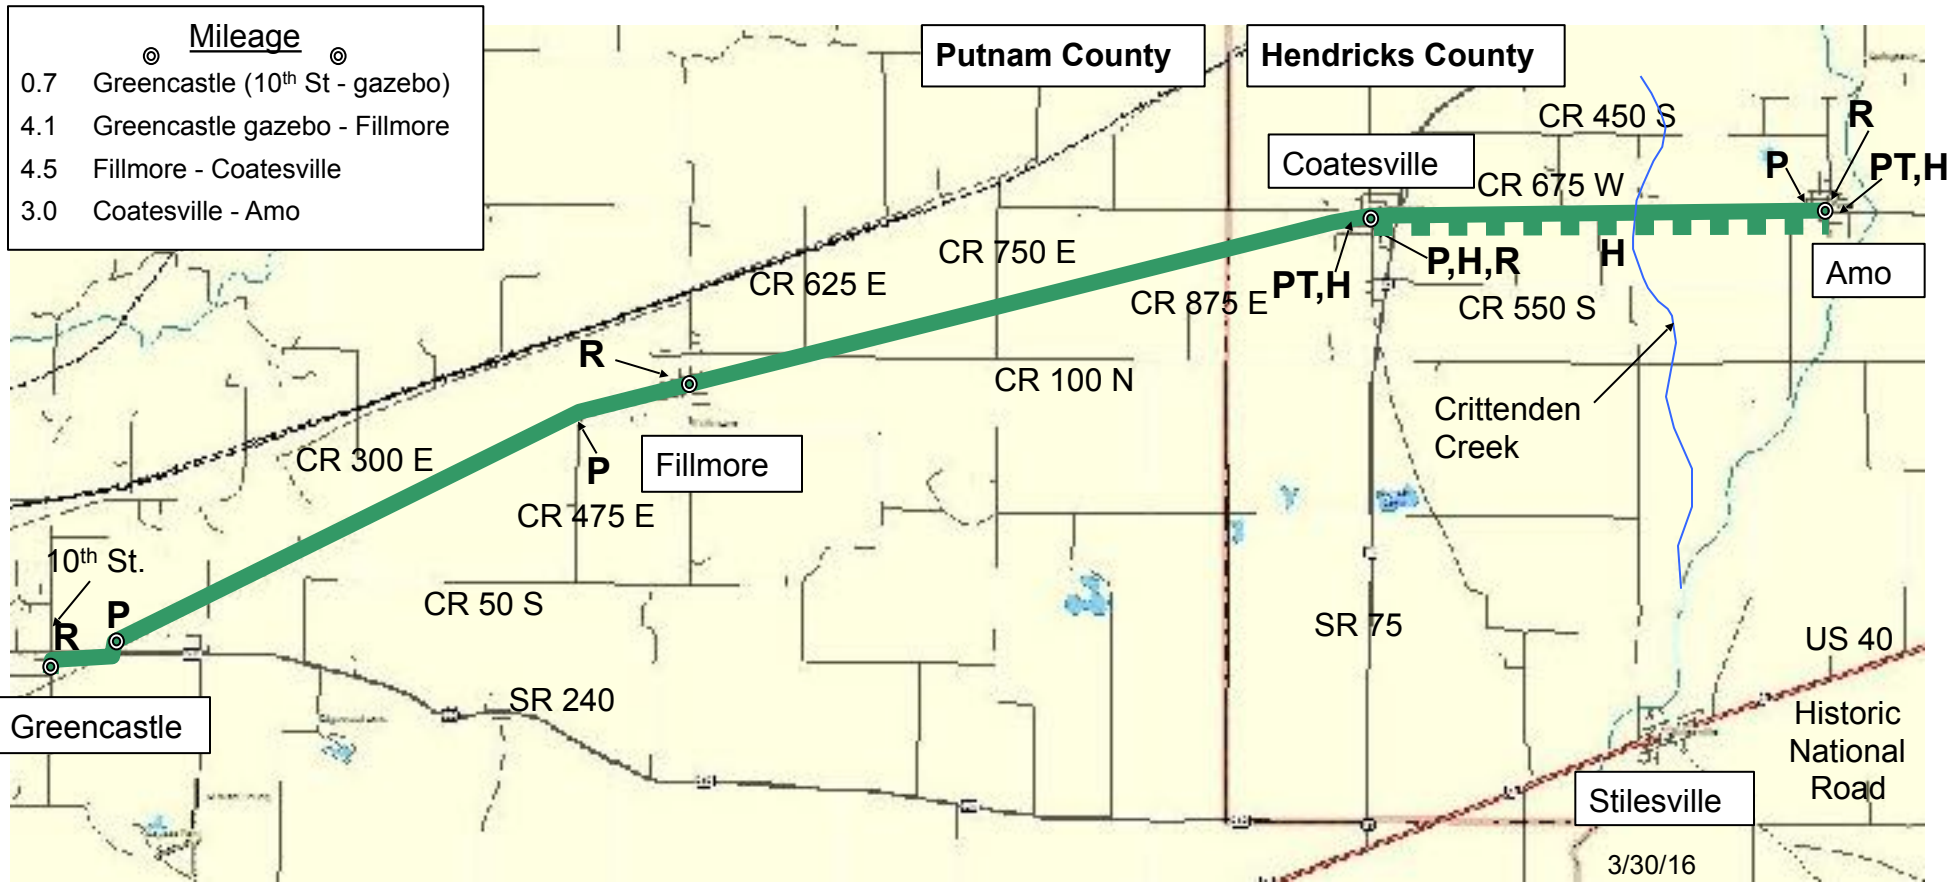 Mileage
0.7 Greencastle (10th St - gazebo)
4.1 Greencastle gazebo - Fillmore
4.5 Fillmore - Coatesville
3.0 Coatesville - Amo
Putnam County
Hendricks County
CR 450 S
R
Coatesville
P
PT,H
CR 675 W
CR 750 E
P,H,R
H
CR 625 E
PT,H
Amo
CR 875 E
CR 550 S
R
CR 100 N
Crittenden
Creek
CR 300 E
P
Fillmore
CR 475 E
10th St.
CR 50 S
P
R
SR 75
US 40
SR 240
Greencastle
Historic
National
Road
Stilesville
3/30/16